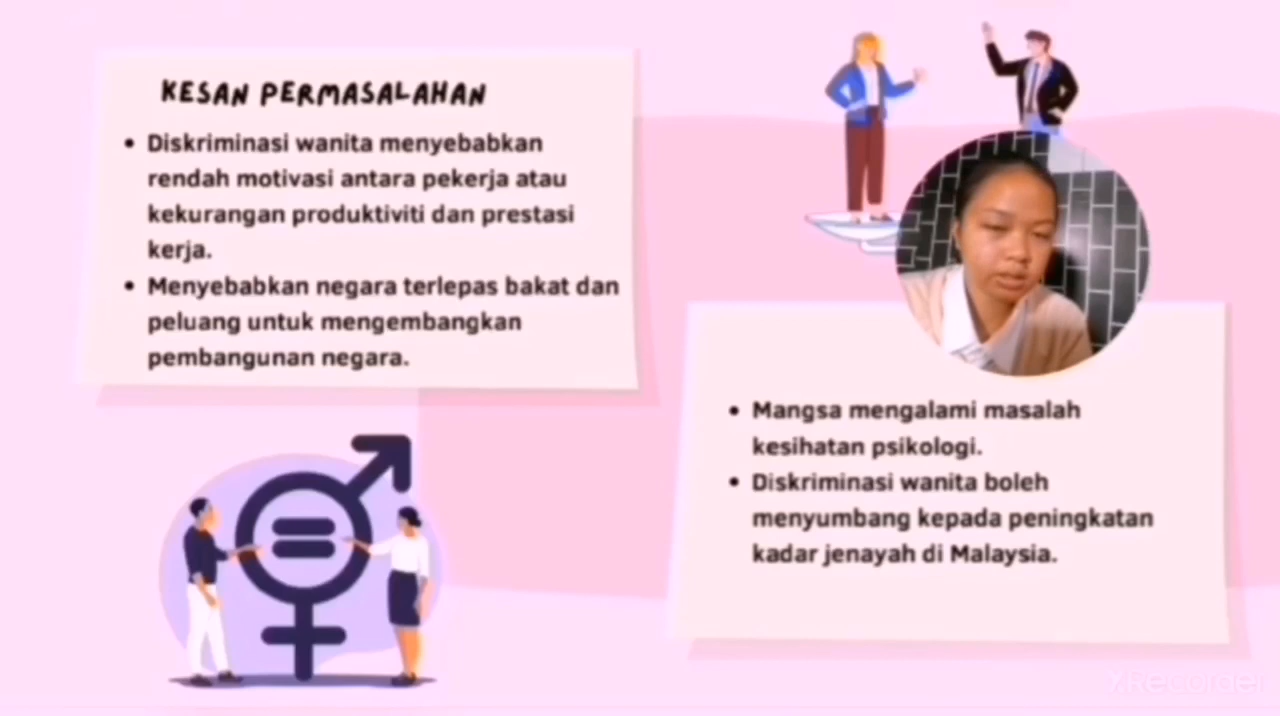 KESAN PERMASALAHAN
• Diskriminasi wanita menyebabkan
rendah motivasi antara pekerja atau
kekurangan produktiviti dan prestasi
kerja.
• Menyebabkan negara terlepas bakat dan
peluang untuk mengembangkan
pembangunan negara.
• Mangsa mengalami masalah
kesihatan psikologi.
• Diskriminasi wanita boleh
menyumbang kepada peningkatan
kadar jenayah di Malaysia.
XRecorder